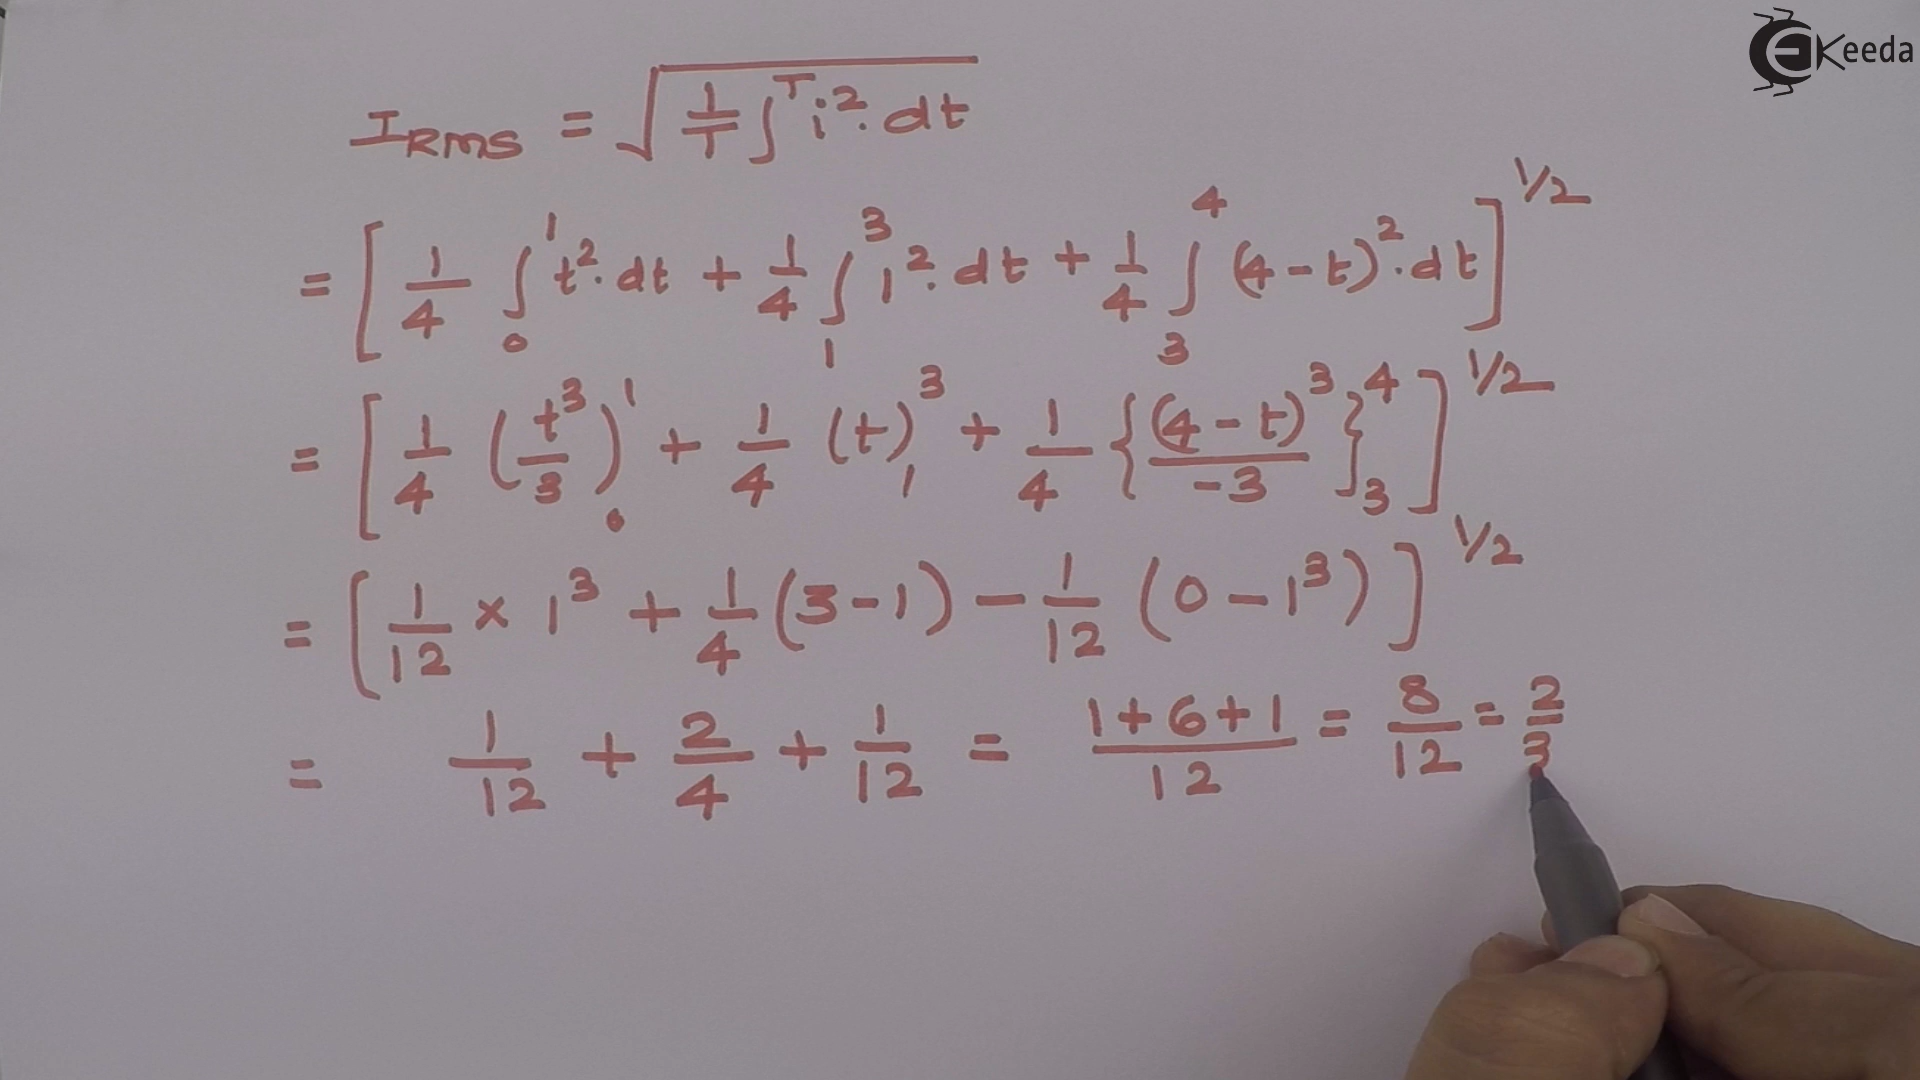 Keeda
I RMS = √ 1/T ∫ T i². dt
= [ 1/4 ∫₀¹ t². dt + 1/4 ∫₁³ 1². dt + 1/4 ∫₃⁴ (4-t)². dt ]^1/2
= [ 1/4 (t³/3)₀¹ + 1/4 (t)₁³ + 1/4 {(4-t)³/-3}₃⁴ ]^1/2
= [ 1/12 × 1³ + 1/4 (3-1) - 1/12 (0-1³) ]^1/2
= 1/12 + 2/4 + 1/12 = 1+6+1/12 = 8/12 = 2/3